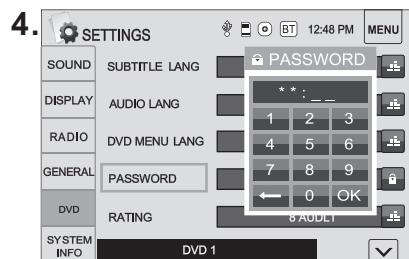 4.
SETTINGS BT 12:48 PM MENU
SOUND SUBTITLE LANG
PASSWORD
* * : _ _
DISPLAY AUDIO LANG
1 2 3
RADIO DVD MENU LANG
4 5 6
GENERAL PASSWORD
7 8 9
← 0 OK
DVD RATING 8 AUDLT
SYSTEM INFO DVD 1